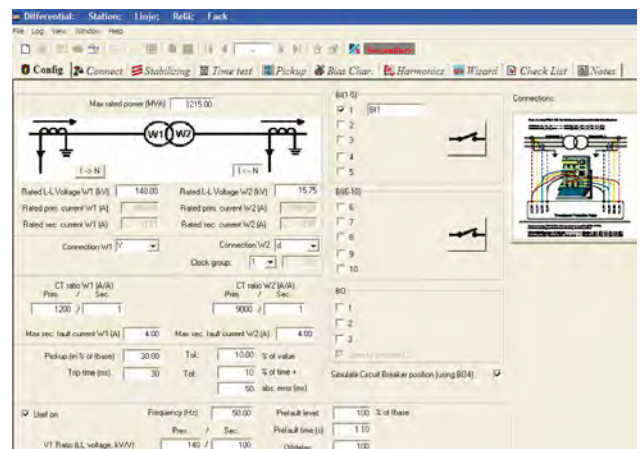 Differential: Station; Linje; Relä; Fack
File Log View Window Help
Config Connect Stabilizing Time test Pickup Bias Char. Harmonics Wizard Check List Notes
Max rated power (MVA) 215.00
W1 W2
I -> N I <- N
Rated L-L Voltage W1 (kV) 140.00 Rated L-L Voltage W2 (kV) 15.75
Rated prim. current W1 (A) Rated prim. current W2 (A)
Rated sec. current W1 (A) Rated sec. current W2 (A)
Connection W1 Y Connection W2 d
Clock group: 1
CT ratio W1 (A/A) CT ratio W2 (A/A)
Prim. / Sec. Prim. / Sec.
1200 / 1 9000 / 1
Max sec. fault current W1 (A) 4.00 Max sec. fault current W2 (A) 4.00
Pickup (in % of Ibase) 30.00 Tol.: 10.00 % of value
Trip time (ms) 30 Tol: 10 % of time +
50 abs. error (ms)
Uref on Frequency (Hz) 50.00 Prefault level: 100 % of Ibase
Pres. / Sec. Prefault time (s) 1.10
VT Ratio (LL voltage, kV/V) 140 / 100 Offdelay 100
BI(1-5)
1 BI1
2
3
4
5
BI(6-10)
6
7
8
9
10
BO
1
2
3
Simulate Circuit Breaker position (using BO4)
Connections: